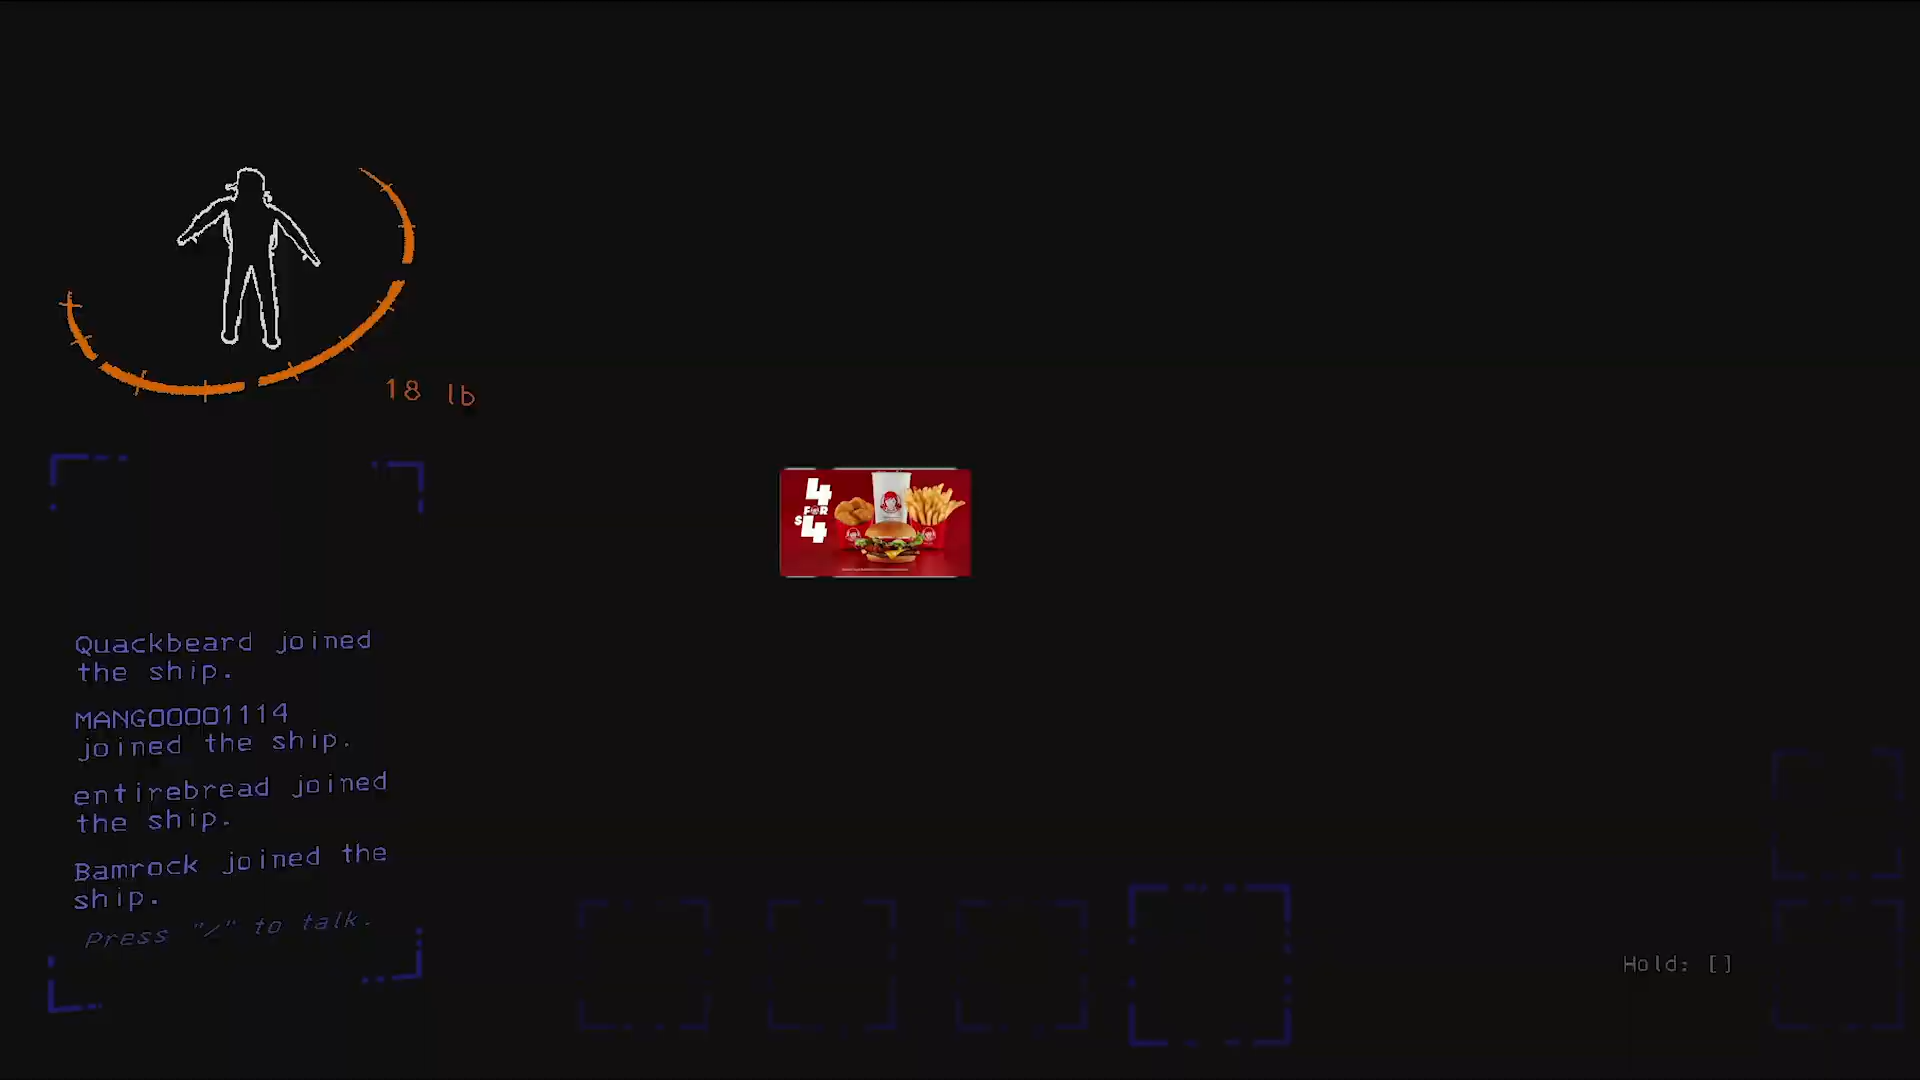 18 lb
4
FOR
$4
Quackbeard joined
the ship.
MANGO00001114
joined the ship.
entirebread joined
the ship.
Bamrock joined the
ship.
Press "/" to talk.
Hold: []